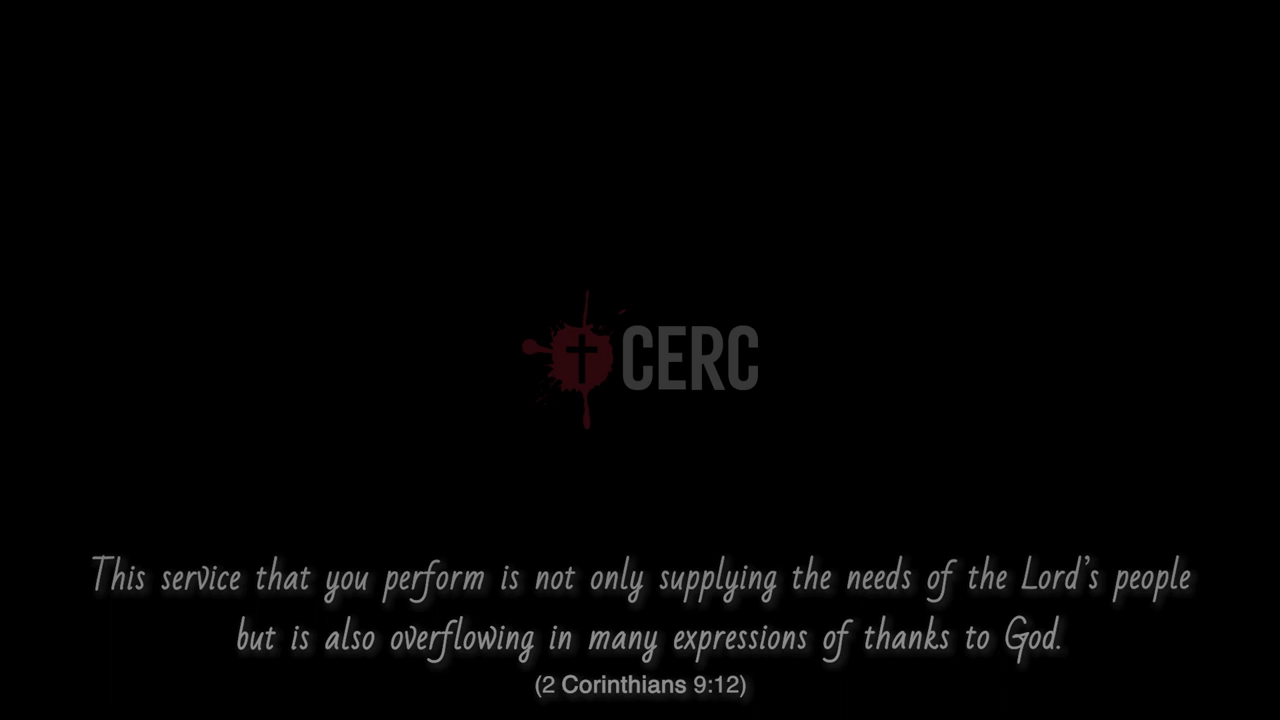 CERC
This service that you perform is not only supplying the needs of the Lord's people
but is also overflowing in many expressions of thanks to God.
(2 Corinthians 9:12)